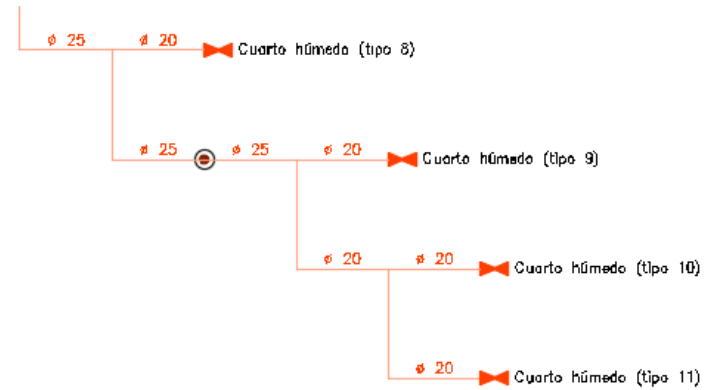 ø 25 ø 20 Cuarto húmedo (tipo 8)
ø 25 ø 25 ø 20 Cuarto húmedo (tipo 9)
ø 20 ø 20 Cuarto húmedo (tipo 10)
ø 20 Cuarto húmedo (tipo 11)